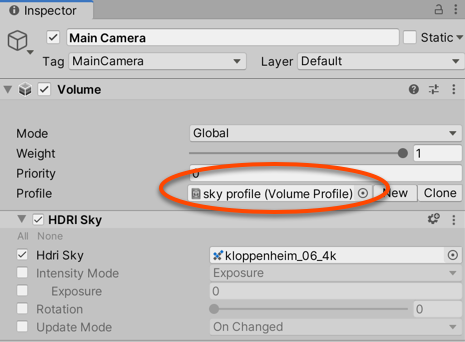 Inspector
Main Camera Static
Tag MainCamera Layer Default
Volume
Mode Global
Weight 1
Priority 0
Profile sky profile (Volume Profile) New Clone
HDRI Sky
All None
Hdri Sky kloppenheim_06_4k
Intensity Mode Exposure
Exposure 0
Rotation 0
Update Mode On Changed